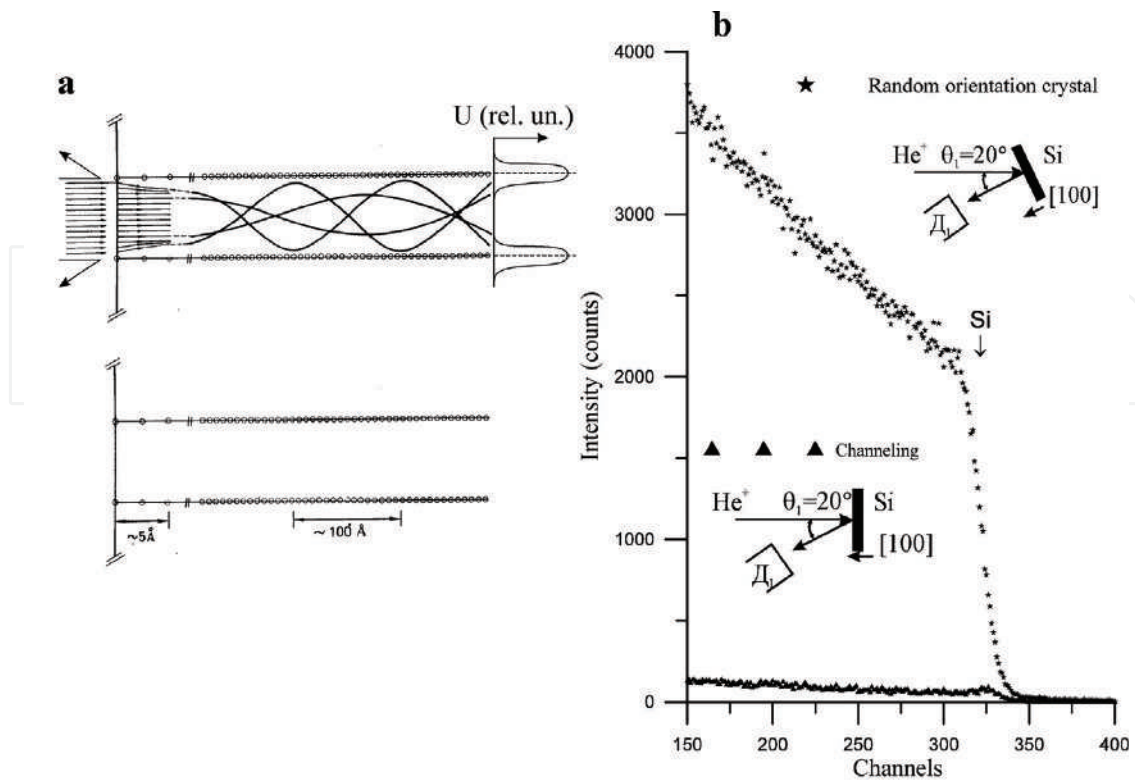 a
U (rel. un.)
~5Å
~100 Å
b
Intensity (counts)
4000
3000
2000
1000
0
★ Random orientation crystal
He⁺ θ₁=20° Si
[100]
Д₁
Si
↓
▲ ▲ ▲ Channeling
He⁺ θ₁=20° Si
[100]
Д₁
150 200 250 300 350 400
Channels